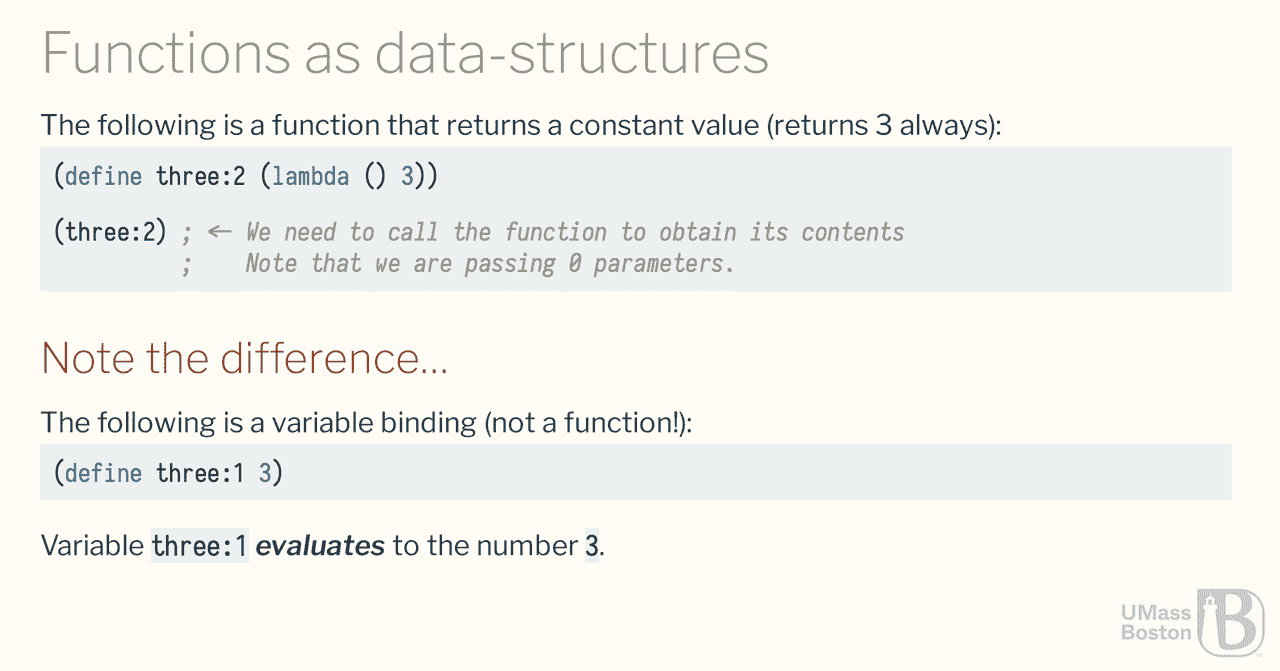 Functions as data-structures
The following is a function that returns a constant value (returns 3 always):
(define three:2 (lambda () 3))
(three:2) ; ← We need to call the function to obtain its contents
; Note that we are passing 0 parameters.
Note the difference...
The following is a variable binding (not a function!):
(define three:1 3)
Variable three:1 evaluates to the number 3.
UMass
Boston
B